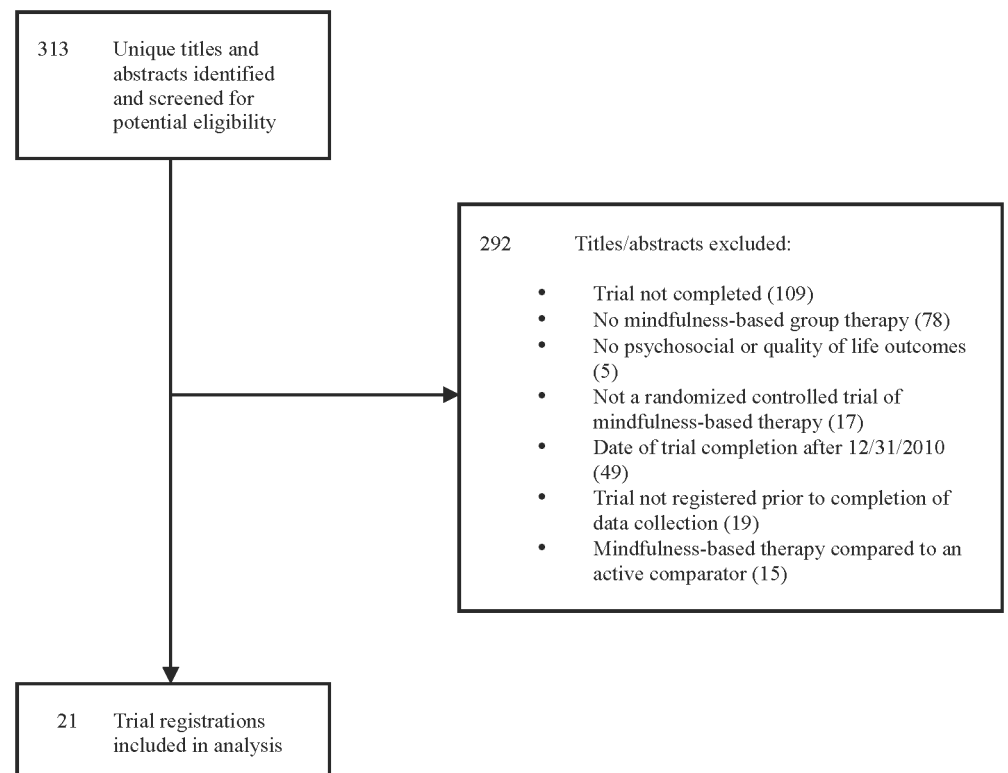 313 Unique titles and
abstracts identified
and screened for
potential eligibility
292 Titles/abstracts excluded:
• Trial not completed (109)
• No mindfulness-based group therapy (78)
• No psychosocial or quality of life outcomes
(5)
• Not a randomized controlled trial of
mindfulness-based therapy (17)
• Date of trial completion after 12/31/2010
(49)
• Trial not registered prior to completion of
data collection (19)
• Mindfulness-based therapy compared to an
active comparator (15)
21 Trial registrations
included in analysis